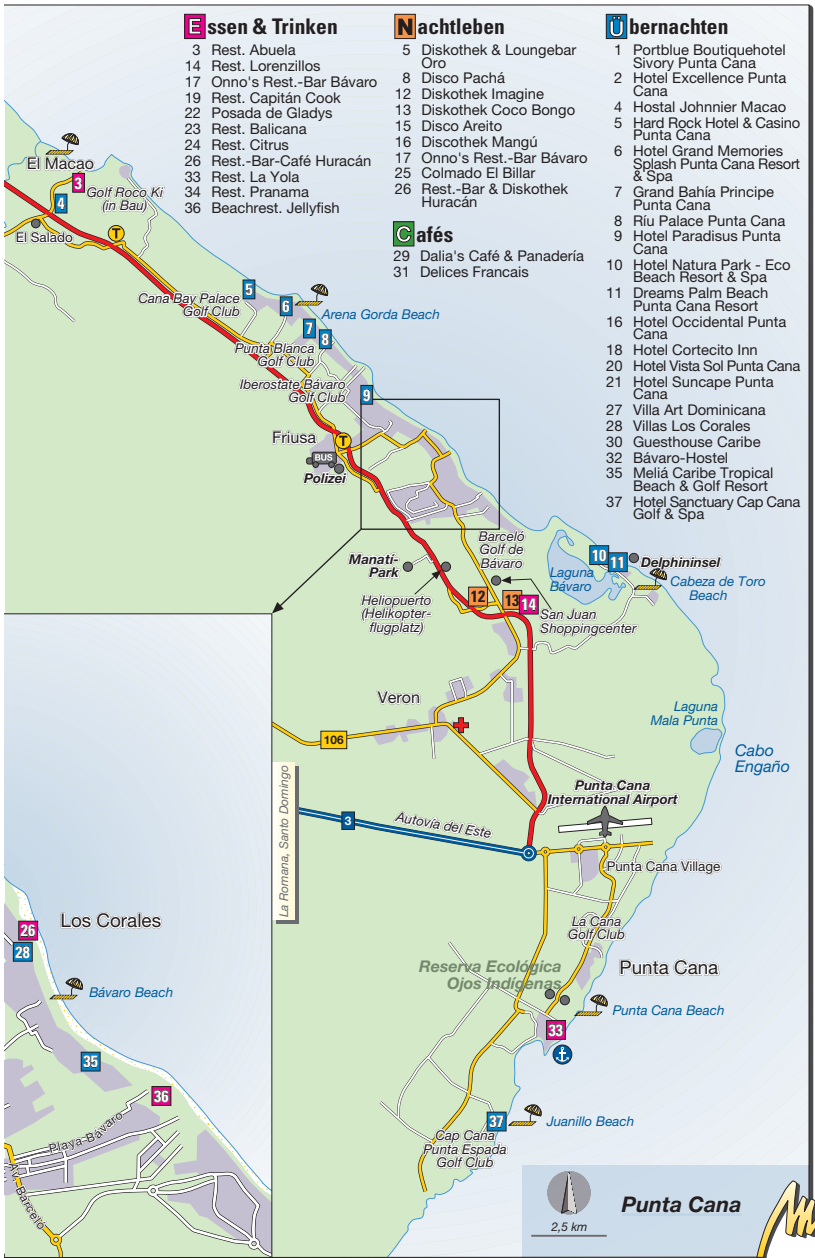 Essen & Trinken
3 Rest. Abuela
14 Rest. Lorenzillos
17 Onno's Rest.-Bar Bávaro
19 Rest. Capitán Cook
22 Posada de Gladys
23 Rest. Balicana
24 Rest. Citrus
26 Rest.-Bar-Café Huracán
33 Rest. La Yola
34 Rest. Pranama
36 Beachrest. Jellyfish
Nachtleben
5 Diskothek & Loungebar
Oro
8 Disco Pachá
12 Diskothek Imagine
13 Diskothek Coco Bongo
15 Disco Areito
16 Discothek Mangú
17 Onno's Rest.-Bar Bávaro
25 Colmado El Billar
26 Rest.-Bar & Diskothek
Huracán
Cafés
29 Dalia's Café & Panadería
31 Delices Francais
Übernachten
1 Portblue Boutiquehotel
Sivory Punta Cana
2 Hotel Excellence Punta
Cana
4 Hostal Johnnier Macao
5 Hard Rock Hotel & Casino
Punta Cana
6 Hotel Grand Memories
Splash Punta Cana Resort
& Spa
7 Grand Bahía Principe
Punta Cana
8 Ríu Palace Punta Cana
9 Hotel Paradisus Punta
Cana
10 Hotel Natura Park - Eco
Beach Resort & Spa
11 Dreams Palm Beach
Punta Cana Resort
16 Hotel Occidental Punta
Cana
18 Hotel Cortecito Inn
20 Hotel Vista Sol Punta Cana
21 Hotel Suncape Punta
Cana
27 Villa Art Dominicana
28 Villas Los Corales
30 Guesthouse Caribe
32 Bávaro-Hostel
35 Meliá Caribe Tropical
Beach & Golf Resort
37 Hotel Sanctuary Cap Cana
Golf & Spa
El Macao
3
Golf Roco Ki
(in Bau)
4
El Salado
T
5
Cana Bay Palace
Golf Club
6
Arena Gorda Beach
7
8
Punta Blanca
Golf Club
Iberostate Bávaro
Golf Club
9
Friusa
T
BUS
Polizei
Barceló
Golf de
Bávaro
10
11
Delphininsel
Laguna
Bávaro
Cabeza de Toro
Beach
Manatí-
Park
Heliopuerto
(Helikopter-
flugplatz)
12
13
14
San Juan
Shoppingcenter
Veron
106
Laguna
Mala Punta
Cabo
Engaño
La Romana, Santo Domingo
3
Autovía del Este
Punta Cana
International Airport
Punta Cana Village
La Cana
Golf Club
Reserva Ecológica
Ojos Indígenas
Punta Cana
Punta Cana Beach
33
37
Juanillo Beach
Cap Cana
Punta Espada
Golf Club
Los Corales
26
28
Bávaro Beach
35
36
Playa-Bávaro
Av. Barceló
2,5 km
Punta Cana